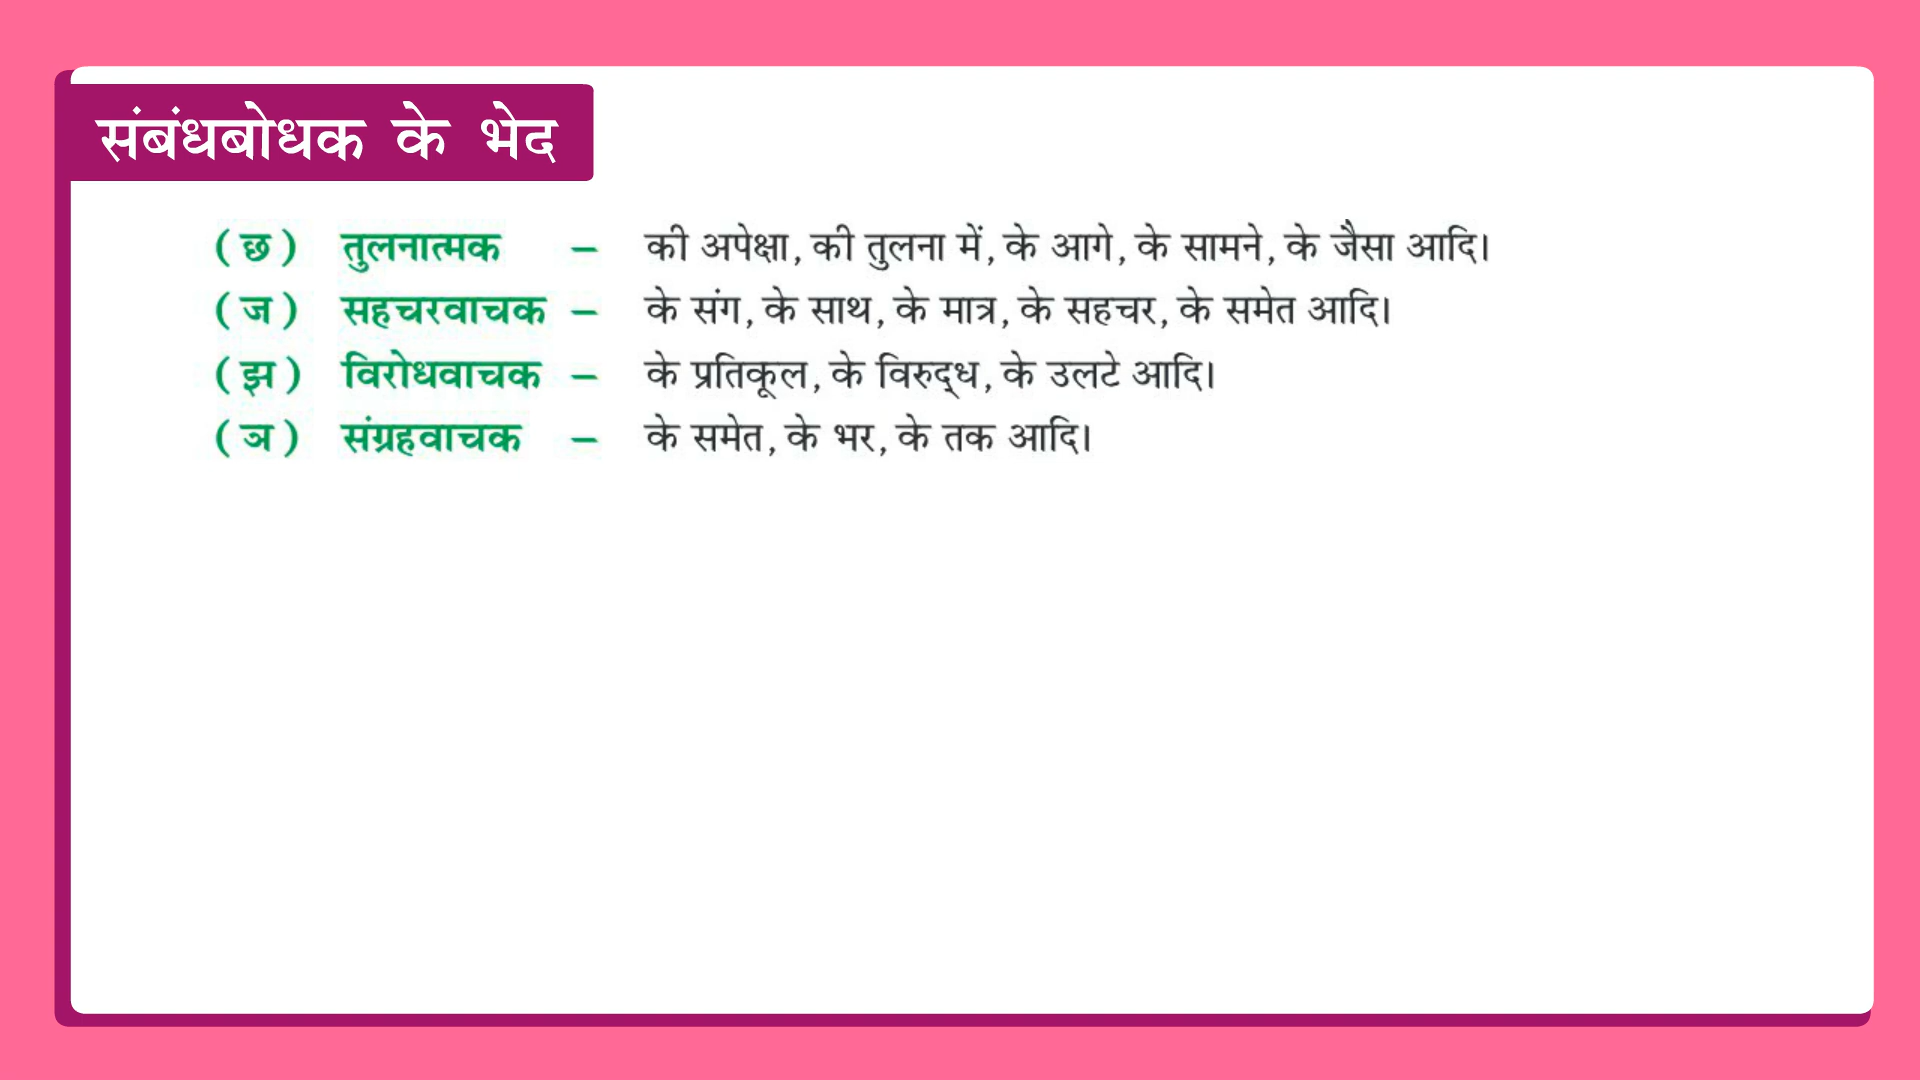 संबंधबोधक के भेद
(छ) तुलनात्मक – की अपेक्षा, की तुलना में, के आगे, के सामने, के जैसा आदि।
(ज) सहचरवाचक – के संग, के साथ, के मात्र, के सहचर, के समेत आदि।
(झ) विरोधवाचक – के प्रतिकूल, के विरुद्‌ध, के उलटे आदि।
(ञ) संग्रहवाचक – के समेत, के भर, के तक आदि।